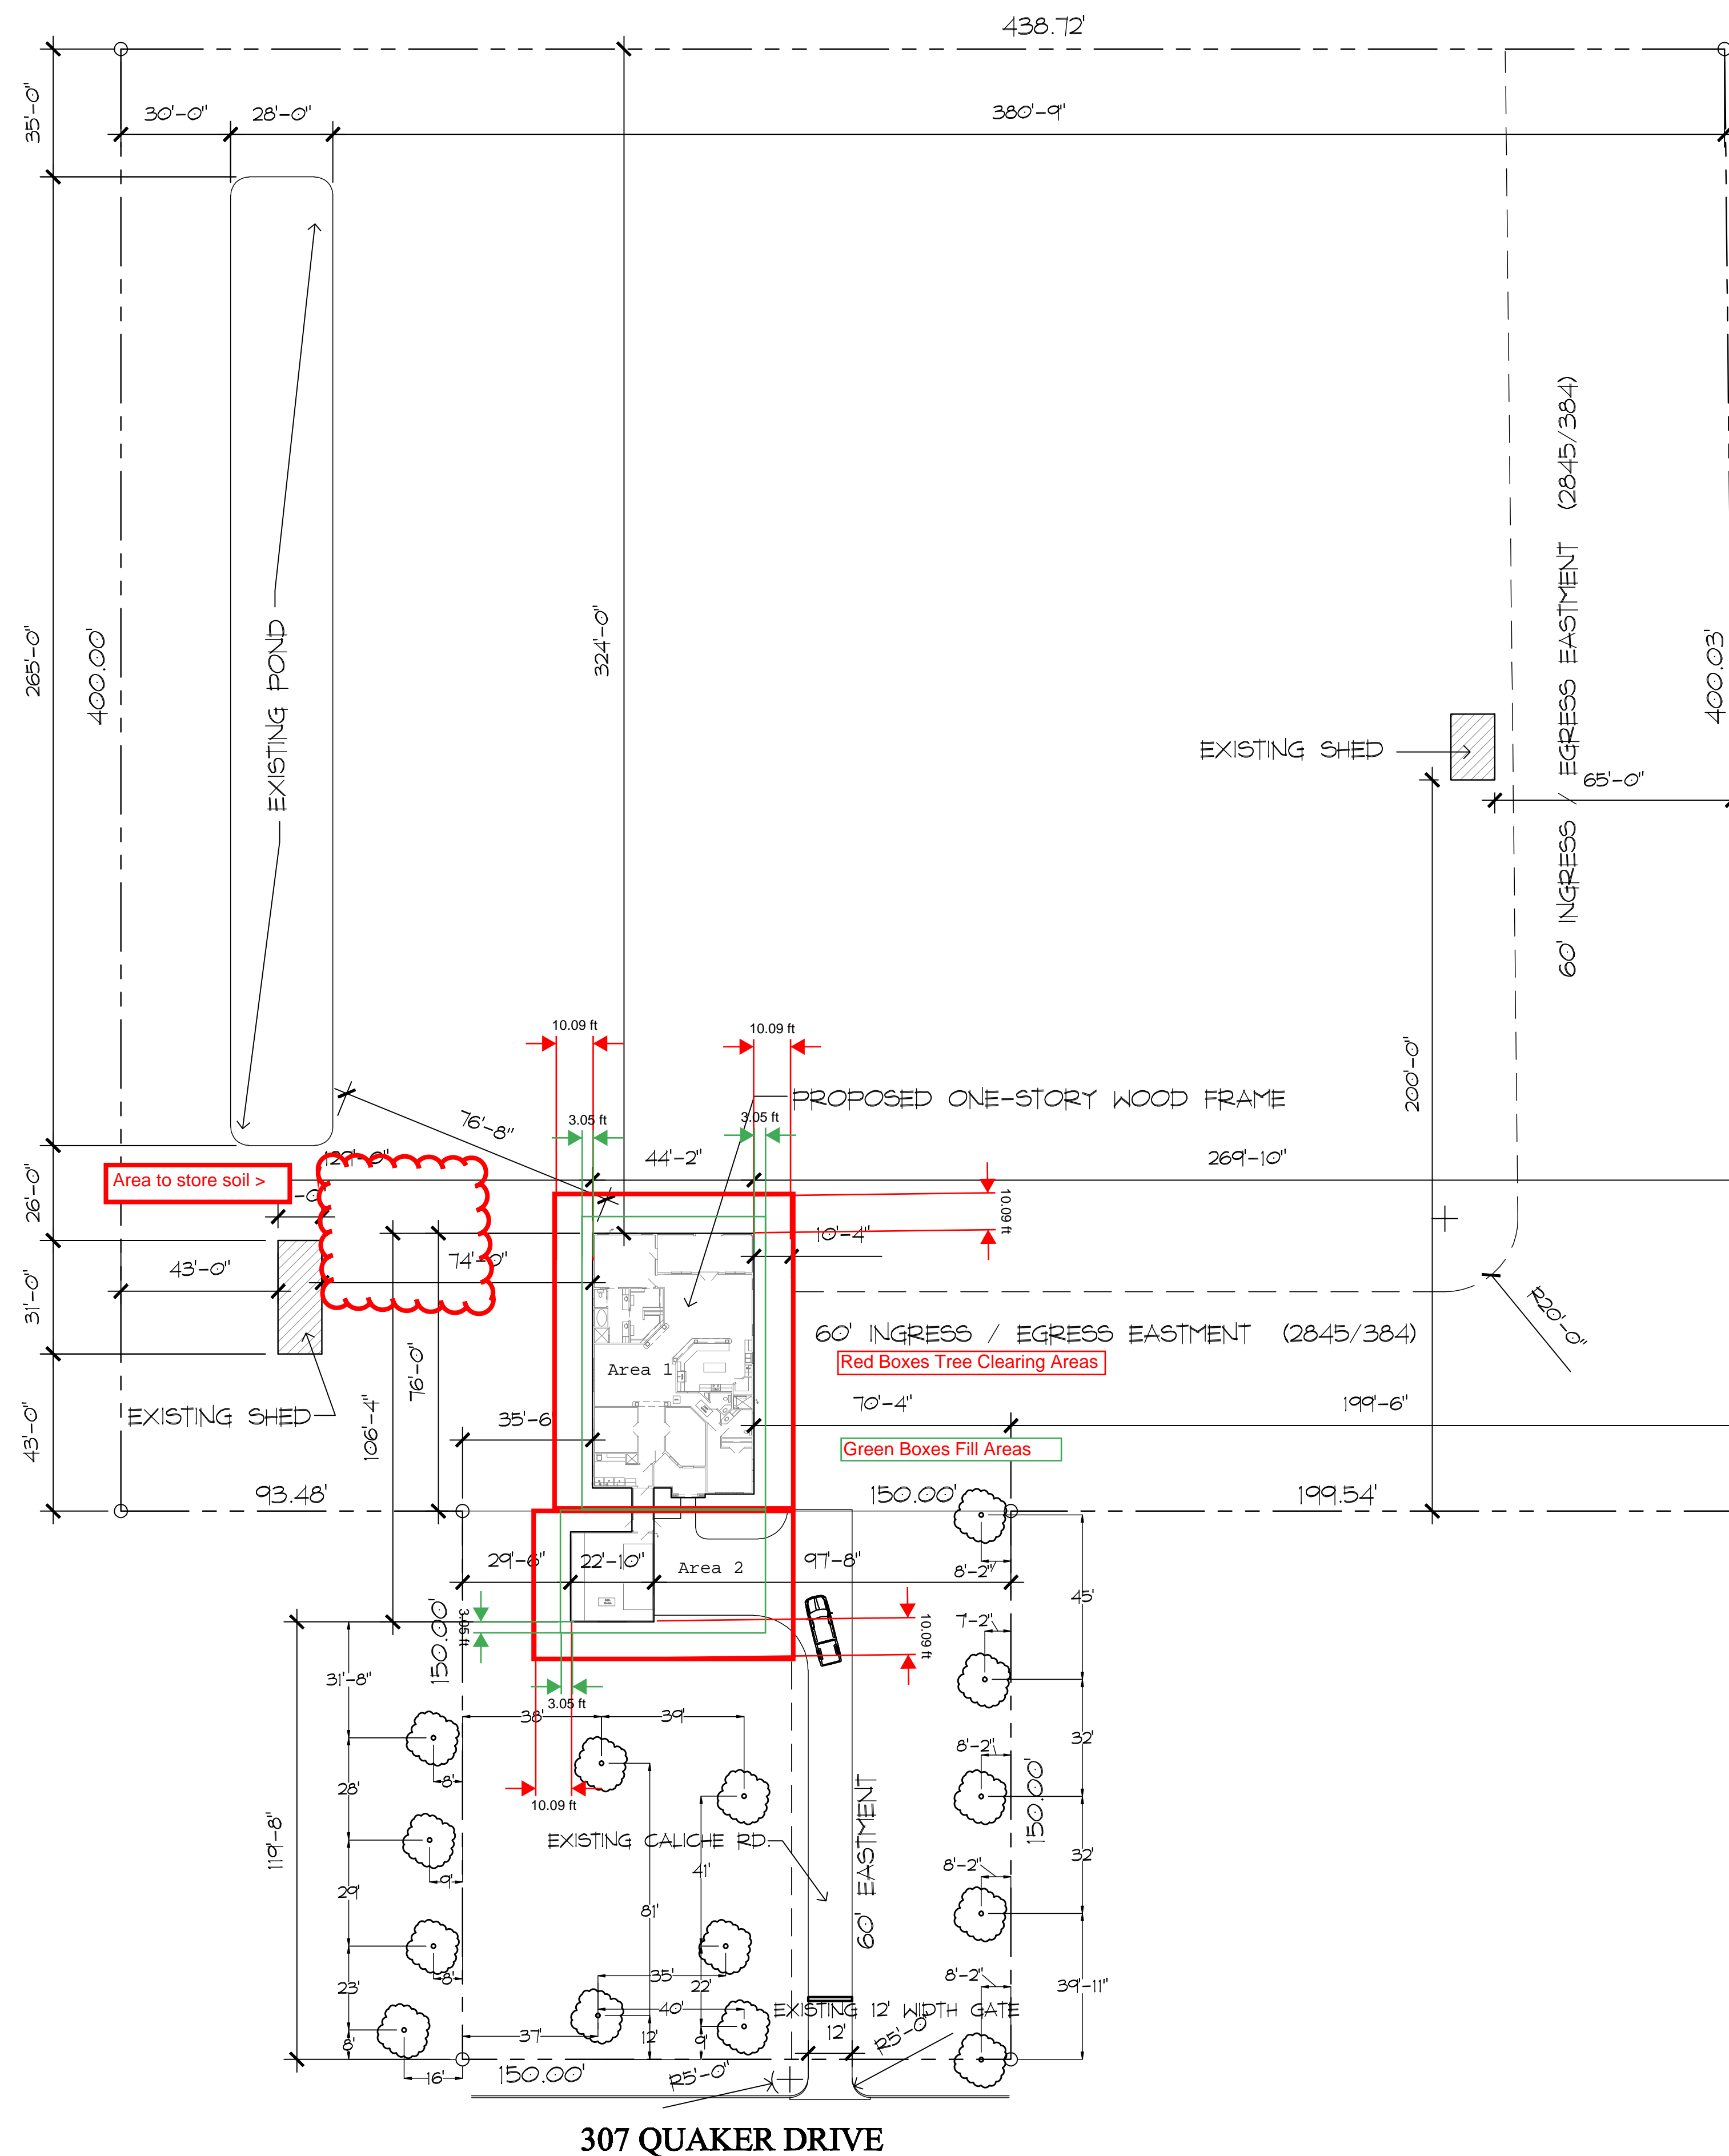 438.72'
35'-0"
30'-0"
28'-0"
380'-9"
265'-0"
400.00'
EXISTING POND
324'-0"
60' INGRESS / EGRESS EASTMENT (2845/384)
400.03'
EXISTING SHED
65'-0"
200'-0"
10.09 ft
10.09 ft
PROPOSED ONE-STORY WOOD FRAME
3.05 ft
3.05 ft
76'-8"
129'-0"
44'-2"
269'-10"
Area to store soil >
-0"
26'-0"
10.09 ft
10'-4"
74'-0"
43'-0"
31'-0"
R20'-0"
60' INGRESS / EGRESS EASTMENT (2845/384)
Red Boxes Tree Clearing Areas
Area 1
76'-0"
106'-4"
EXISTING SHED
35'-6
70'-4"
199'-6"
43'-0"
Green Boxes Fill Areas
93.48'
150.00'
199.54'
29'-6"
22'-10"
Area 2
97'-8"
8'-2"
45'
150.00'
3.05 ft
10.09 ft
7'-2"
31'-8"
3.05 ft
38'
39'
32'
8'-2"
8'
28'
10.09 ft
150.00'
119'-8"
EXISTING CALICHE RD.
60' EASTMENT
41'
32'
8'-2"
9'
29'
81'
8'
35'
22'
8'-2"
39'-11"
23'
40'
EXISTING 12' WIDTH GATE
37'
12'
9'
12'
R5'-0"
8'
16'
150.00'
R5'-0"
307 QUAKER DRIVE